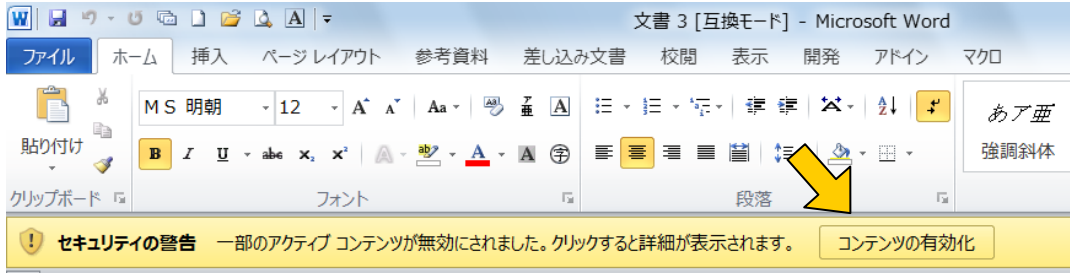 文書 3 [互換モード] - Microsoft Word
ファイル ホーム 挿入 ページ レイアウト 参考資料 差し込み文書 校閲 表示 開発 アドイン マクロ
ＭＳ 明朝 12 A A Aa ア亜 A
貼り付け
B I U abc x₂ x² A ab A A 字
あア亜
強調斜体
クリップボード フォント 段落
セキュリティの警告 一部のアクティブ コンテンツが無効にされました。クリックすると詳細が表示されます。 コンテンツの有効化